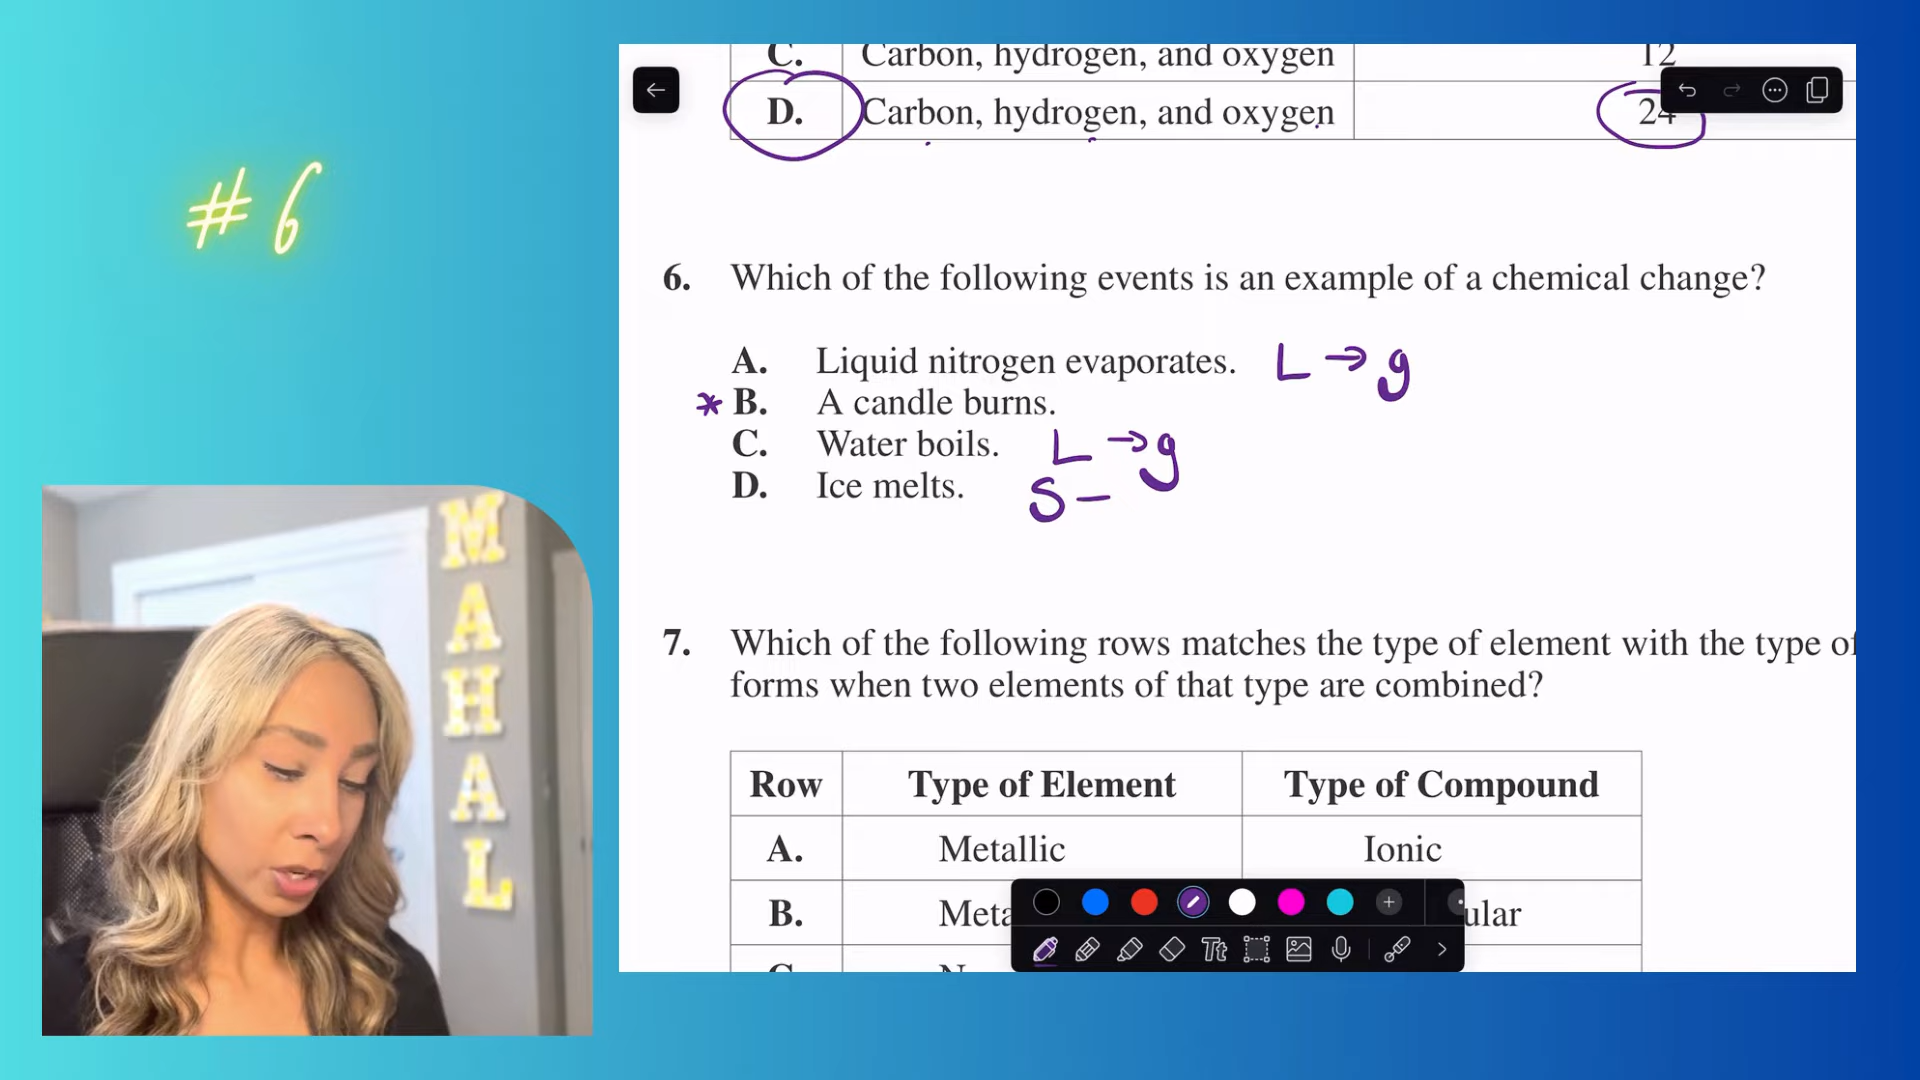 # 6
C. Carbon, hydrogen, and oxygen 12
D. Carbon, hydrogen, and oxygen 24
6. Which of the following events is an example of a chemical change?
A. Liquid nitrogen evaporates. L → g
* B. A candle burns.
C. Water boils. L → g
D. Ice melts. S –
7. Which of the following rows matches the type of element with the type of
forms when two elements of that type are combined?
Row Type of Element Type of Compound
A. Metallic Ionic
B. Meta ular
Tt
MAHAL